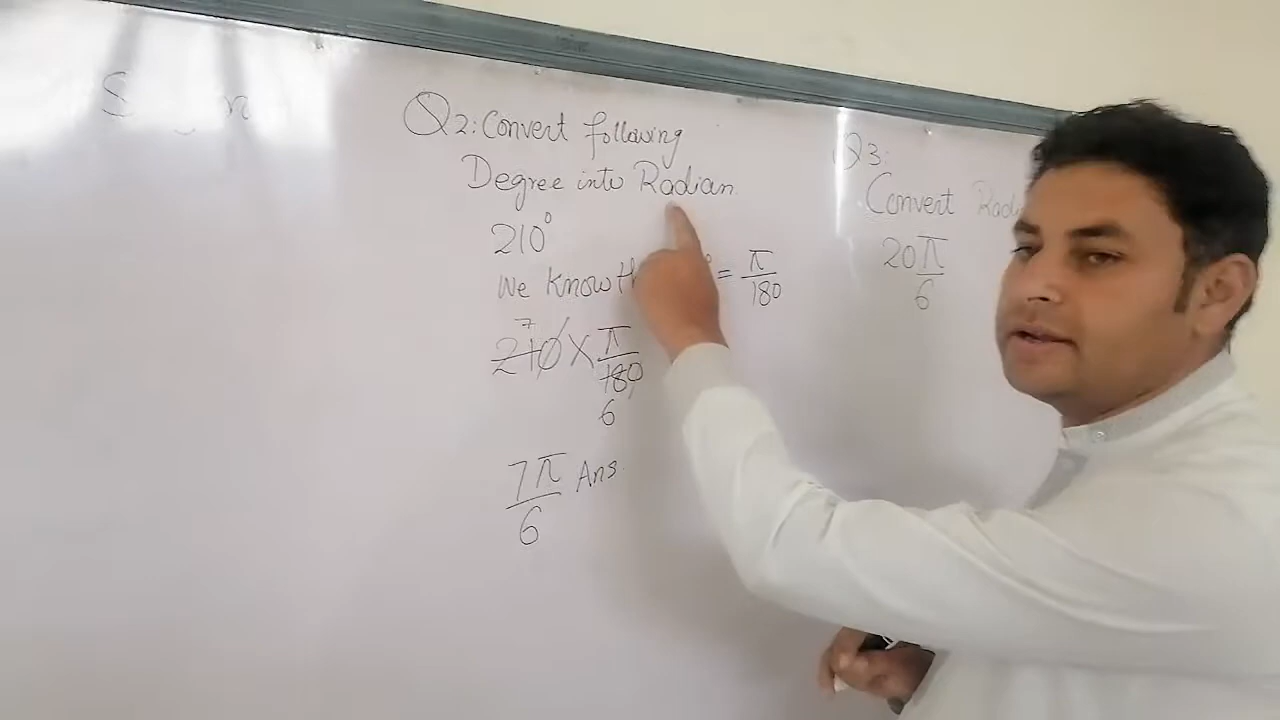 Q2: Convert following
Degree into Radian.
210°
We know th = π/180
7
210 × π/180
6
7π/6 Ans.
Q3:
Convert
20π/6